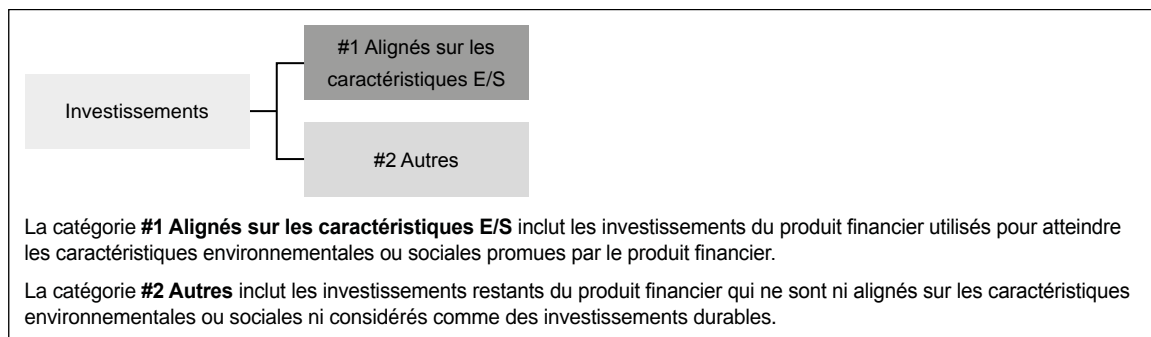 #1 Alignés sur les
caractéristiques E/S
Investissements
#2 Autres
La catégorie #1 Alignés sur les caractéristiques E/S inclut les investissements du produit financier utilisés pour atteindre
les caractéristiques environnementales ou sociales promues par le produit financier.
La catégorie #2 Autres inclut les investissements restants du produit financier qui ne sont ni alignés sur les caractéristiques
environnementales ou sociales ni considérés comme des investissements durables.